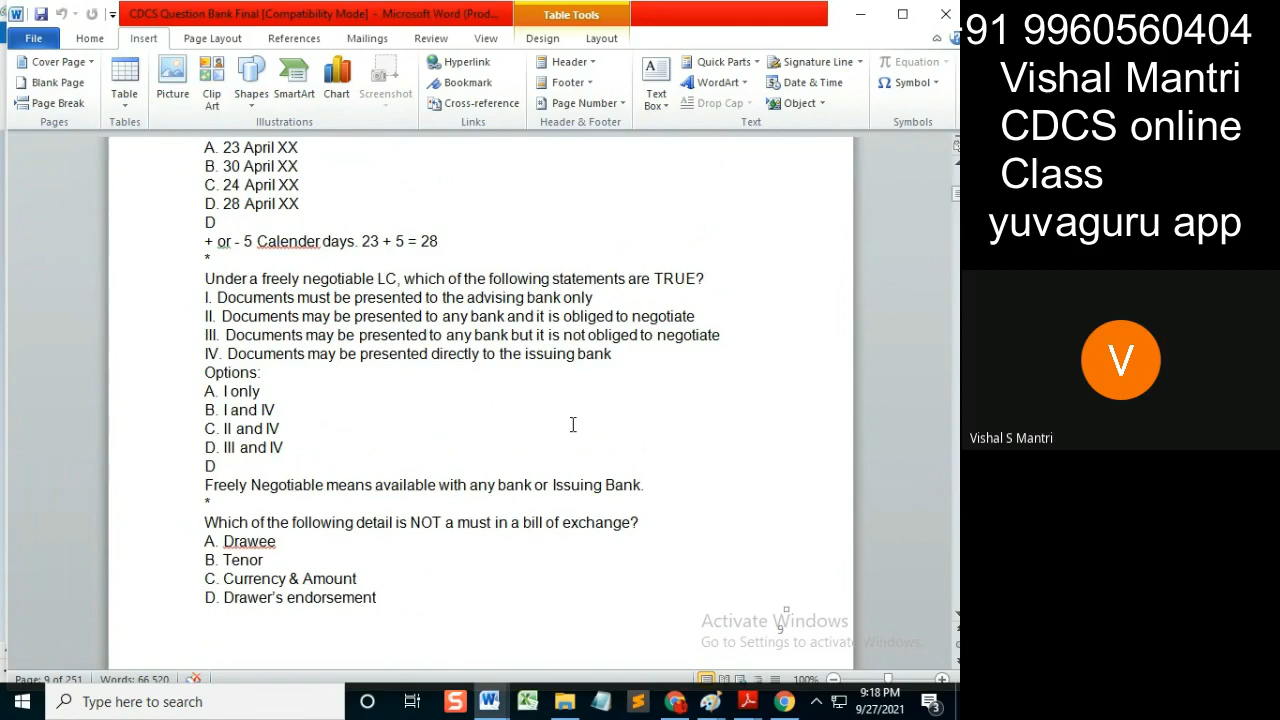 CDCS Question Bank Final [Compatibility Mode] - Microsoft Word (Prod...
Table Tools
File Home Insert Page Layout References Mailings Review View Design Layout
Cover Page
Blank Page
Page Break
Pages
Table
Tables
Picture
Clip Art
Shapes
SmartArt
Chart
Screenshot
Illustrations
Hyperlink
Bookmark
Cross-reference
Links
Header
Footer
Page Number
Header & Footer
Text Box
Quick Parts
WordArt
Drop Cap
Signature Line
Date & Time
Object
Text
Equation
Symbol
Symbols
A. 23 April XX
B. 30 April XX
C. 24 April XX
D. 28 April XX
D
+ or - 5 Calender days. 23 + 5 = 28
*
Under a freely negotiable LC, which of the following statements are TRUE?
I. Documents must be presented to the advising bank only
II. Documents may be presented to any bank and it is obliged to negotiate
III. Documents may be presented to any bank but it is not obliged to negotiate
IV. Documents may be presented directly to the issuing bank
Options:
A. I only
B. I and IV
C. II and IV
D. III and IV
D
Freely Negotiable means available with any bank or Issuing Bank.
*
Which of the following detail is NOT a must in a bill of exchange?
A. Drawee
B. Tenor
C. Currency & Amount
D. Drawer's endorsement
9
Activate Windows
Go to Settings to activate Windows.
Page: 9 of 251 Words: 66,520 100%
Type here to search
9:18 PM
9/27/2021
3
91 9960560404
Vishal Mantri
CDCS online
Class
yuvaguru app
V
Vishal S Mantri